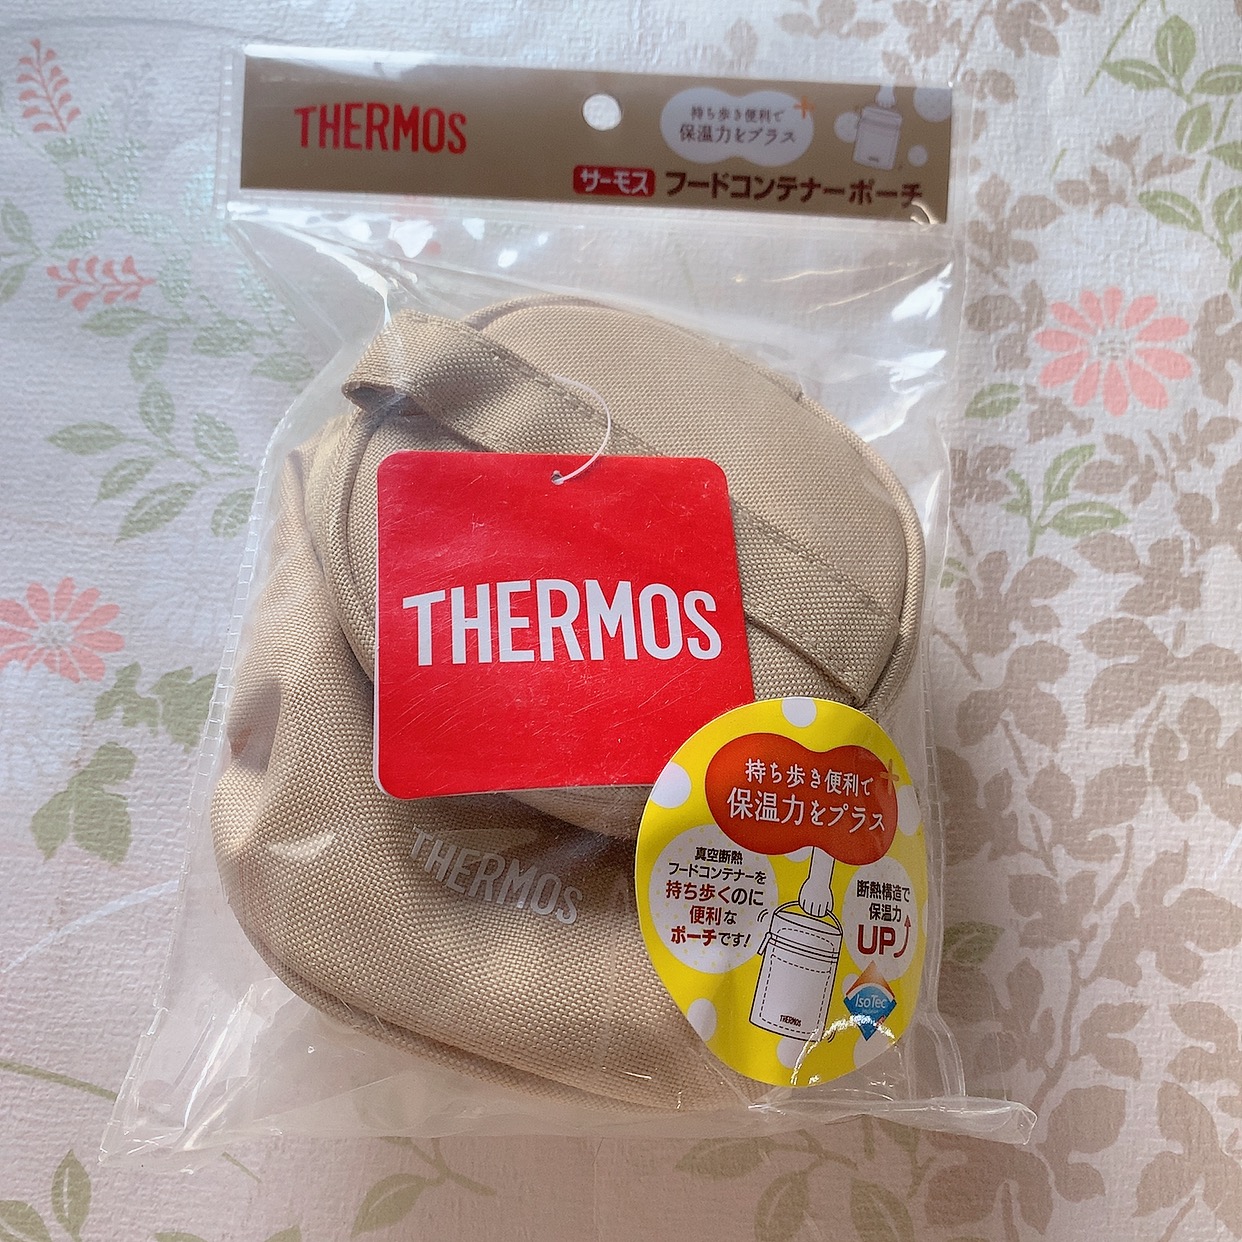 THERMOS
持ち歩き便利で
保温力をプラス
サーモス フードコンテナーポーチ
THERMOS
THERMOS
持ち歩き便利で
保温力をプラス
真空断熱
フードコンテナーを
持ち歩くのに
便利な
ポーチです!
断熱構造で
保温力
UP
THERMOS
IsoTec